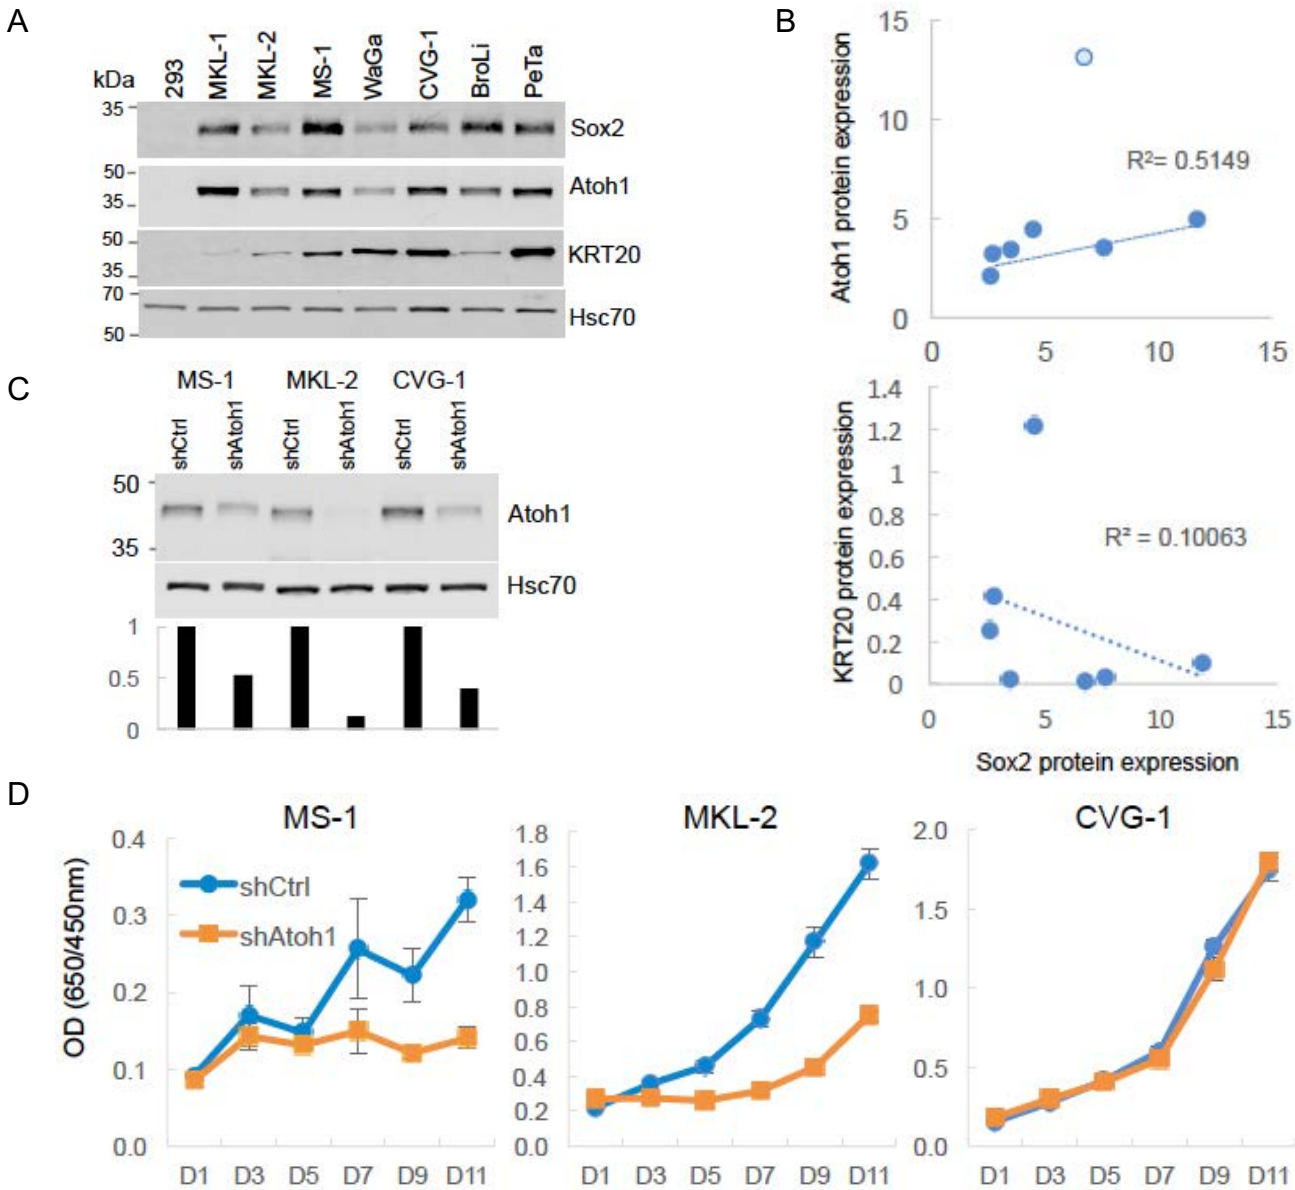 A
kDa
293
MKL-1
MKL-2
MS-1
WaGa
CVG-1
BroLi
PeTa
35
Sox2
50
35
Atoh1
50
35
KRT20
70
50
Hsc70
B
Atoh1 protein expression
15
10
5
0
R²= 0.5149
0 5 10 15
KRT20 protein expression
1.4
1.2
1
0.8
0.6
0.4
0.2
0
R² = 0.10063
0 5 10 15
Sox2 protein expression
C
MS-1 MKL-2 CVG-1
shCtrl
shAtoh1
shCtrl
shAtoh1
shCtrl
shAtoh1
50
35
Atoh1
Hsc70
1
0.5
0
D
OD (650/450nm)
MS-1
0.4
0.3
0.2
0.1
0.0
shCtrl
shAtoh1
D1 D3 D5 D7 D9 D11
MKL-2
1.8
1.6
1.4
1.2
1.0
0.8
0.6
0.4
0.2
0.0
D1 D3 D5 D7 D9 D11
CVG-1
2.0
1.5
1.0
0.5
0.0
D1 D3 D5 D7 D9 D11